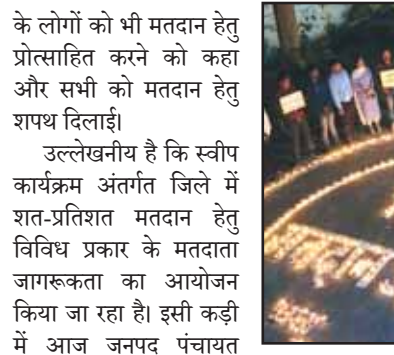 के लोगों को भी मतदान हेतु
प्रोत्साहित करने को कहा
और सभी को मतदान हेतु
शपथ दिलाई।
उल्लेखनीय है कि स्वीप
कार्यक्रम अंतर्गत जिले में
शत-प्रतिशत मतदान हेतु
विविध प्रकार के मतदाता
जागरूकता का आयोजन
किया जा रहा है। इसी कड़ी
में आज जनपद पंचायत